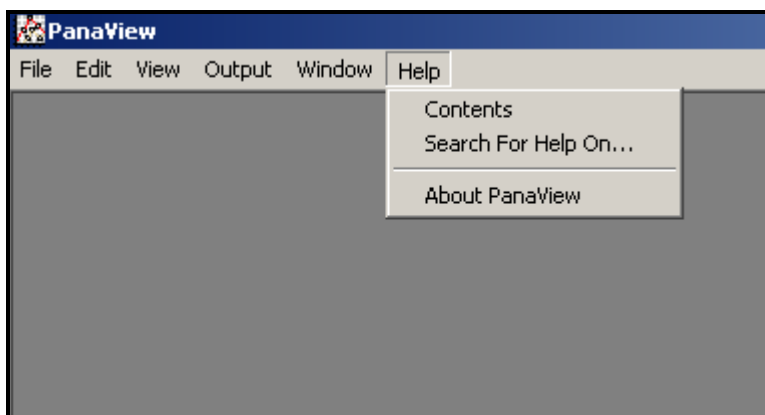 PanaView
File Edit View Output Window Help
Contents
Search For Help On...
About PanaView